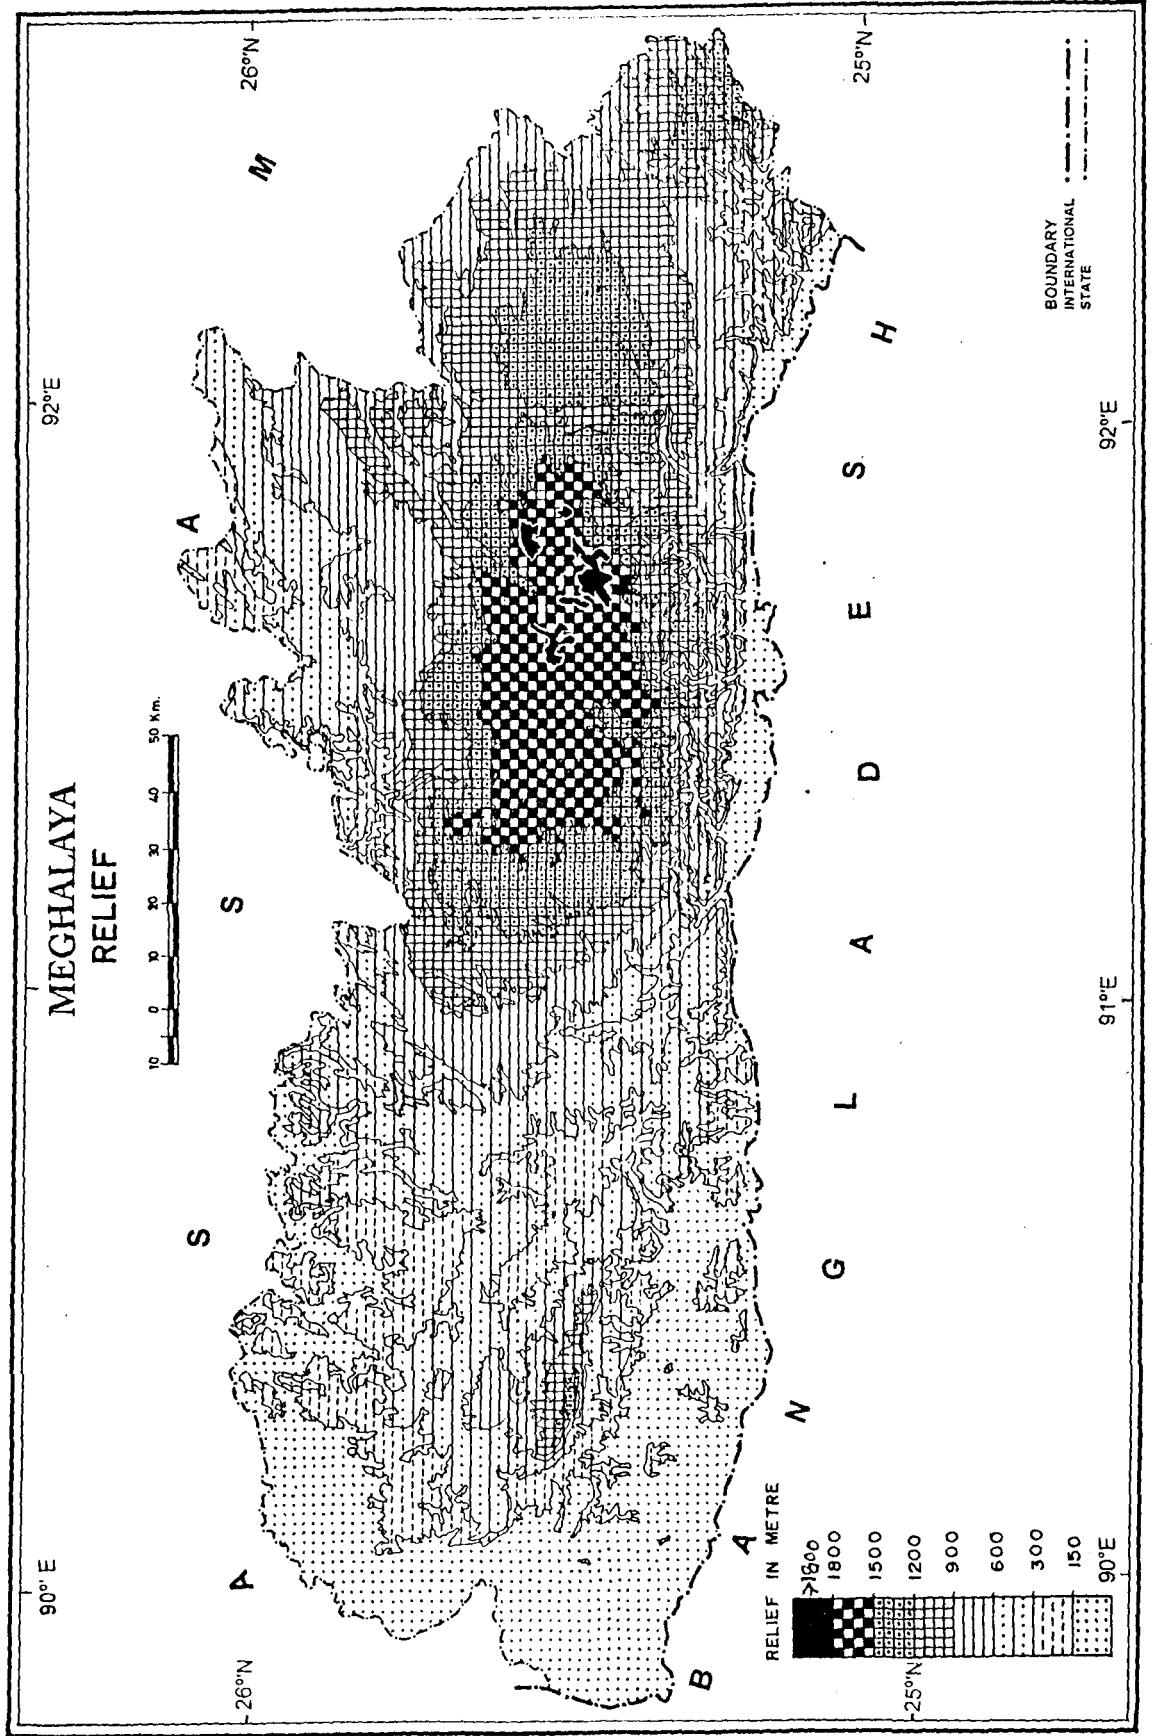 MEGHALAYA
RELIEF
10 0 10 20 30 40 50 Km.
90° E
92°E
26°N
26°N
A S S A M
25°N
25°N
B A N G L A D E S H
RELIEF IN METRE
>1800
1800
1500
1200
900
600
300
150
90°E
91°E
92°E
BOUNDARY
INTERNATIONAL
STATE